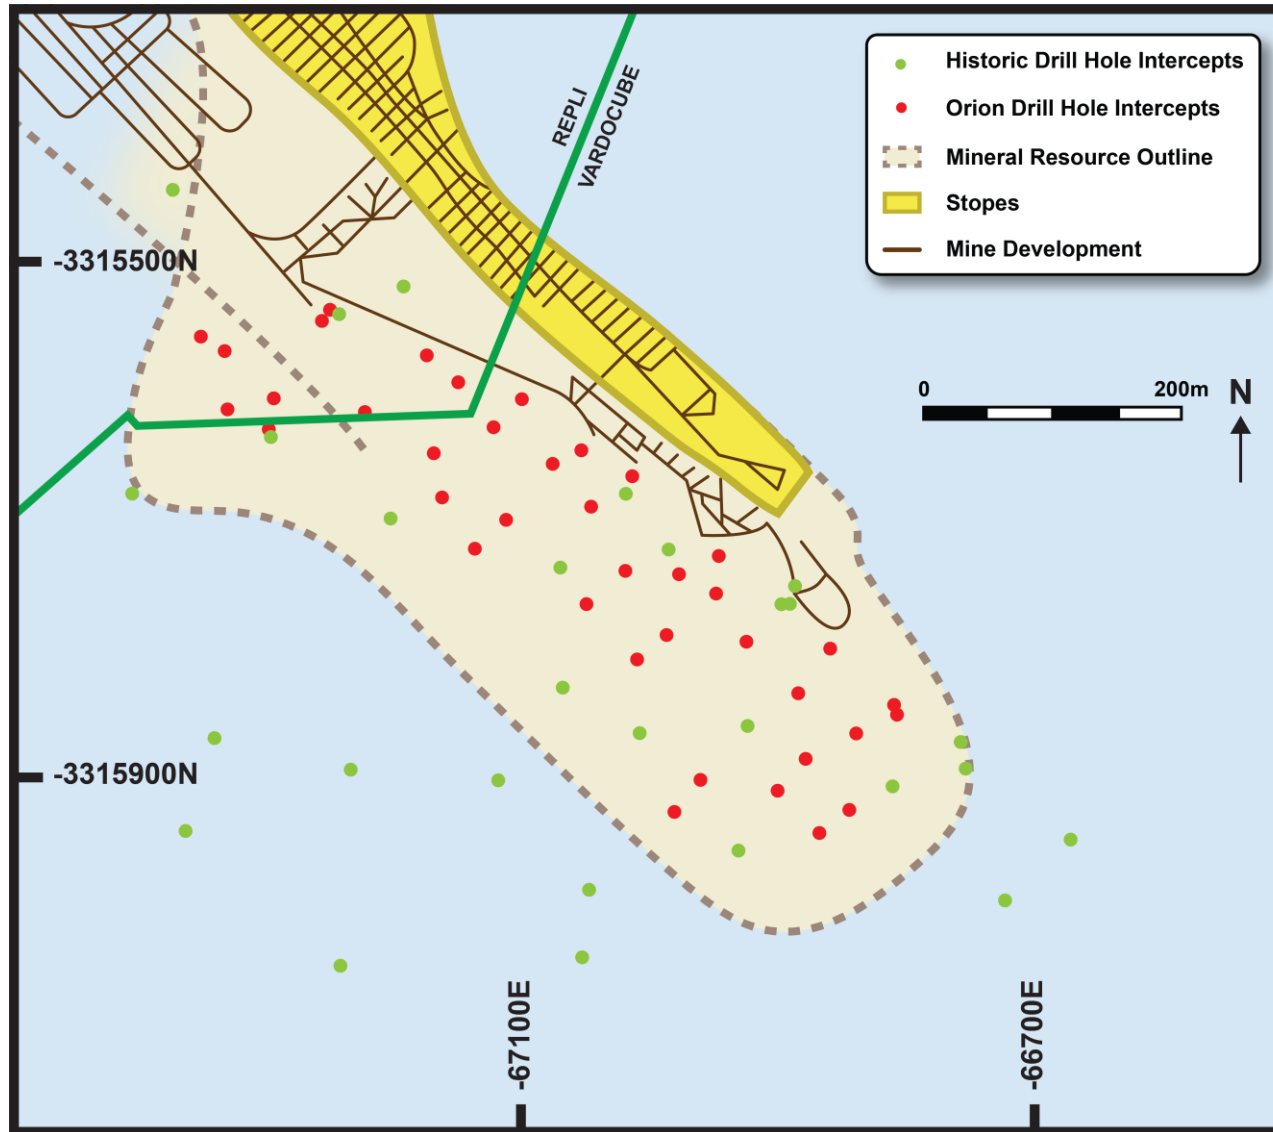 REPLI
VARDOCUBE
Historic Drill Hole Intercepts
Orion Drill Hole Intercepts
Mineral Resource Outline
Stopes
Mine Development
-3315500N
0
200m
N
-3315900N
-67100E
-66700E